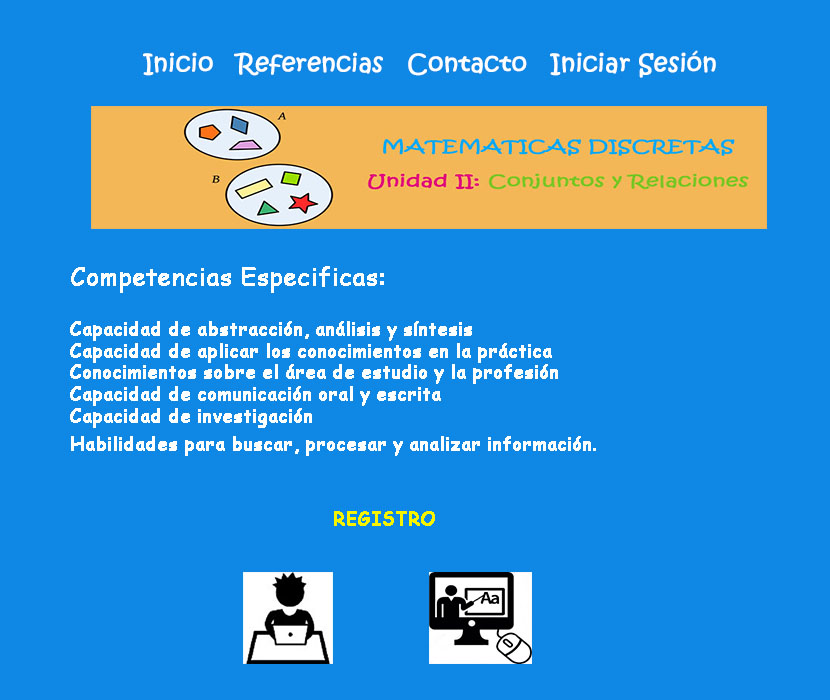 Inicio Referencias Contacto Iniciar Sesión
A
MATEMATICAS DISCRETAS
B
Unidad II: Conjuntos y Relaciones
Competencias Especificas:
Capacidad de abstracción, análisis y síntesis
Capacidad de aplicar los conocimientos en la práctica
Conocimientos sobre el área de estudio y la profesión
Capacidad de comunicación oral y escrita
Capacidad de investigación
Habilidades para buscar, procesar y analizar información.
REGISTRO
Aa